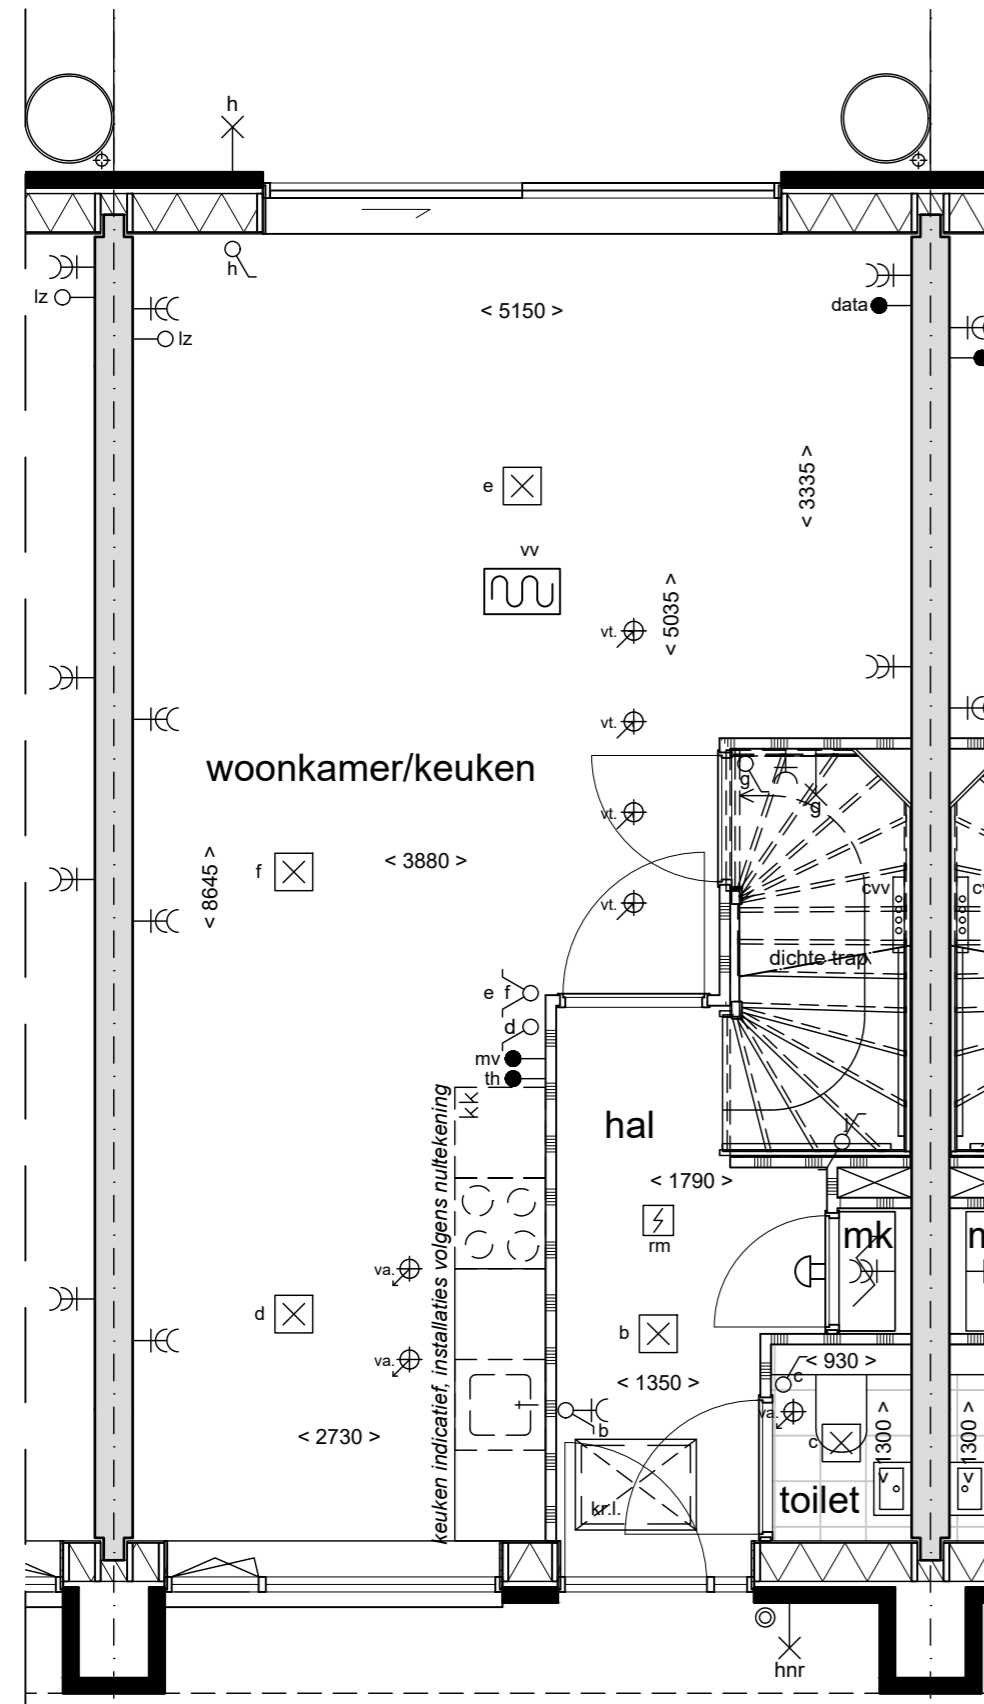 h
h
lz
lz
data
< 5150 >
< 3335 >
e
vv
< 5035 >
vt.
vt.
woonkamer/keuken
g
g
vt.
< 3880 >
f
< 8645 >
cvv
vt.
dichte trap
e f
d
mv
th
kk
hal
j
< 1790 >
mk
rm
va.
keuken indicatief, installaties volgens nultekening
d
b
< 930 >
va.
< 1350 >
c
va.
b
c
< 1300 >
< 1300 >
< 2730 >
kr.l.
toilet
hnr